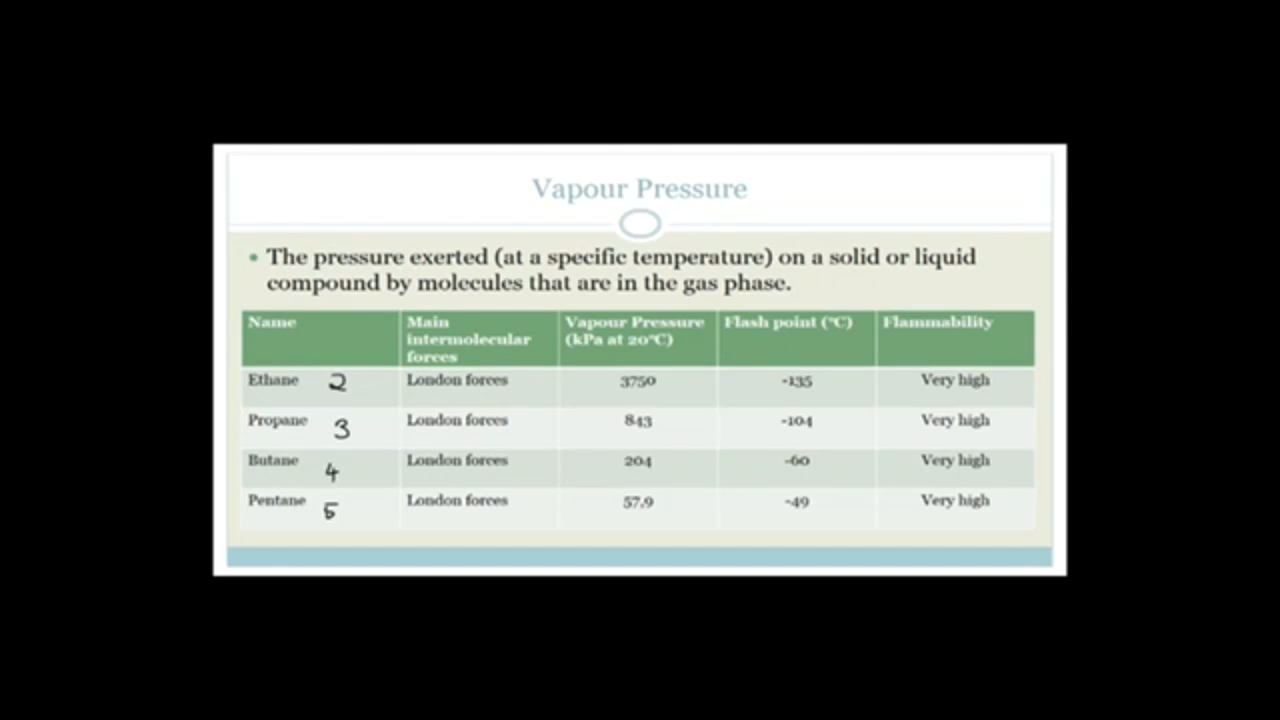 Vapour Pressure
• The pressure exerted (at a specific temperature) on a solid or liquid
compound by molecules that are in the gas phase.
Name Main intermolecular forces Vapour Pressure (kPa at 20°C) Flash point (°C) Flammability
Ethane 2 London forces 3750 -135 Very high
Propane 3 London forces 843 -104 Very high
Butane 4 London forces 204 -60 Very high
Pentane 5 London forces 57,9 -49 Very high